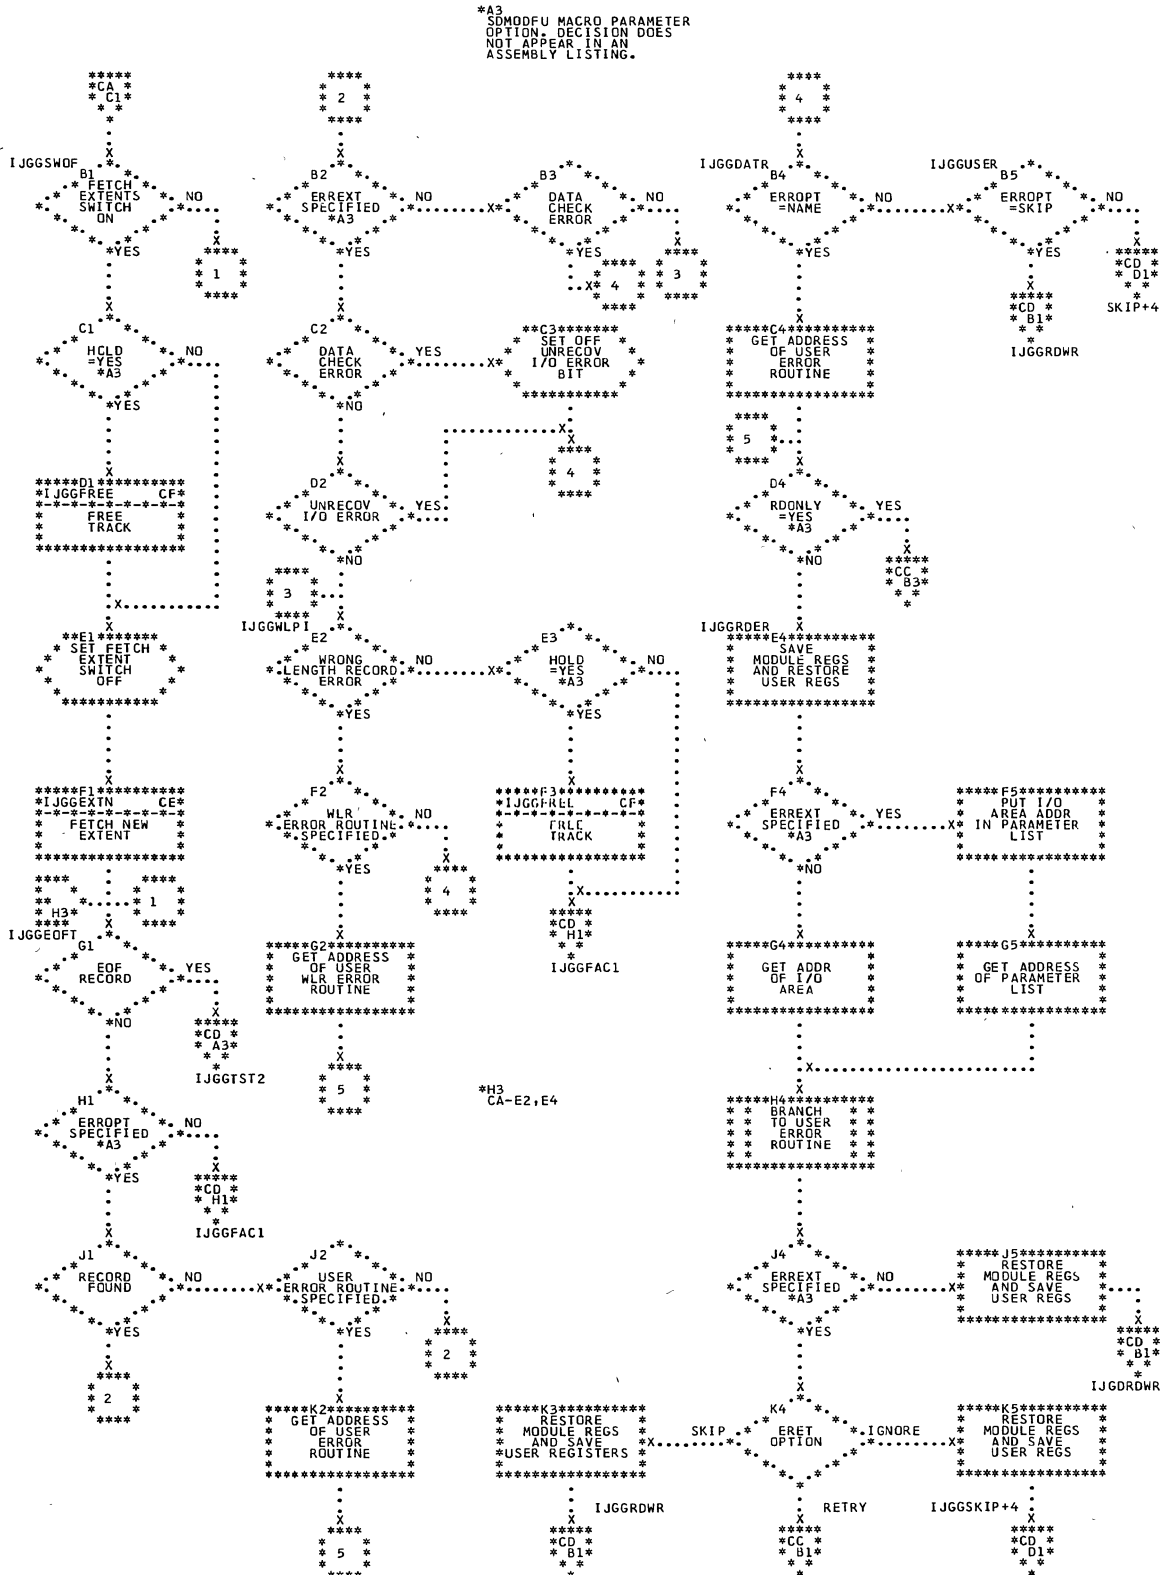 *A3
SDMODFU MACRO PARAMETER
OPTION. DECISION DOES
NOT APPEAR IN AN
ASSEMBLY LISTING.
CA
C1
2
4
IJGGSWOF
B1
FETCH
EXTENTS
SWITCH
ON
NO
YES
1
B2
ERREXT
SPECIFIED
*A3
NO
YES
B3
DATA
CHECK
ERROR
NO
YES
4
3
IJGGDATR
B4
ERROPT
=NAME
NO
YES
IJGGUSER
B5
ERROPT
=SKIP
NO
YES
CD
D1
SKIP+4
CD
B1
IJGGRDWR
C1
HOLD
=YES
*A3
NO
YES
C2
DATA
CHECK
ERROR
YES
NO
C3
SET OFF
UNRECOV
I/O ERROR
BIT
4
C4
GET ADDRESS
OF USER
ERROR
ROUTINE
5
D1
IJGGFREE CF
FREE
TRACK
D2
UNRECOV
I/O ERROR
YES
NO
3
D4
RDONLY
=YES
*A3
YES
NO
CC
B3
E1
SET FETCH
EXTENT
SWITCH
OFF
IJGGWLPI
E2
WRONG
LENGTH RECORD
ERROR
NO
YES
E3
HOLD
=YES
*A3
NO
YES
IJGGRDER
E4
SAVE
MODULE REGS
AND RESTORE
USER REGS
F1
IJGGEXTN CE
FETCH NEW
EXTENT
F2
WLR
ERROR ROUTINE
SPECIFIED
NO
YES
4
F3
IJGGFREE CF
FREE
TRACK
CD
H1
IJGGFAC1
F4
ERREXT
SPECIFIED
*A3
YES
NO
F5
PUT I/O
AREA ADDR
IN PARAMETER
LIST
H3
1
IJGGEOFT
G1
EOF
RECORD
YES
NO
CD
A3
IJGGTST2
G2
GET ADDRESS
OF USER
WLR ERROR
ROUTINE
5
G4
GET ADDR
OF I/O
AREA
G5
GET ADDRESS
OF PARAMETER
LIST
H1
ERROPT
SPECIFIED
*A3
NO
YES
CD
H1
IJGGFAC1
*H3
CA-E2,E4
H4
BRANCH
TO USER
ERROR
ROUTINE
J1
RECORD
FOUND
NO
YES
2
J2
USER
ERROR ROUTINE
SPECIFIED
NO
YES
2
J4
ERREXT
SPECIFIED
*A3
NO
YES
J5
RESTORE
MODULE REGS
AND SAVE
USER REGS
CD
B1
IJGDRDWR
K2
GET ADDRESS
OF USER
ERROR
ROUTINE
5
K3
RESTORE
MODULE REGS
AND SAVE
USER REGISTERS
IJGGRDWR
CD
B1
SKIP
K4
ERET
OPTION
IGNORE
RETRY
CC
B1
K5
RESTORE
MODULE REGS
AND SAVE
USER REGS
IJGGSKIP+4
CD
D1